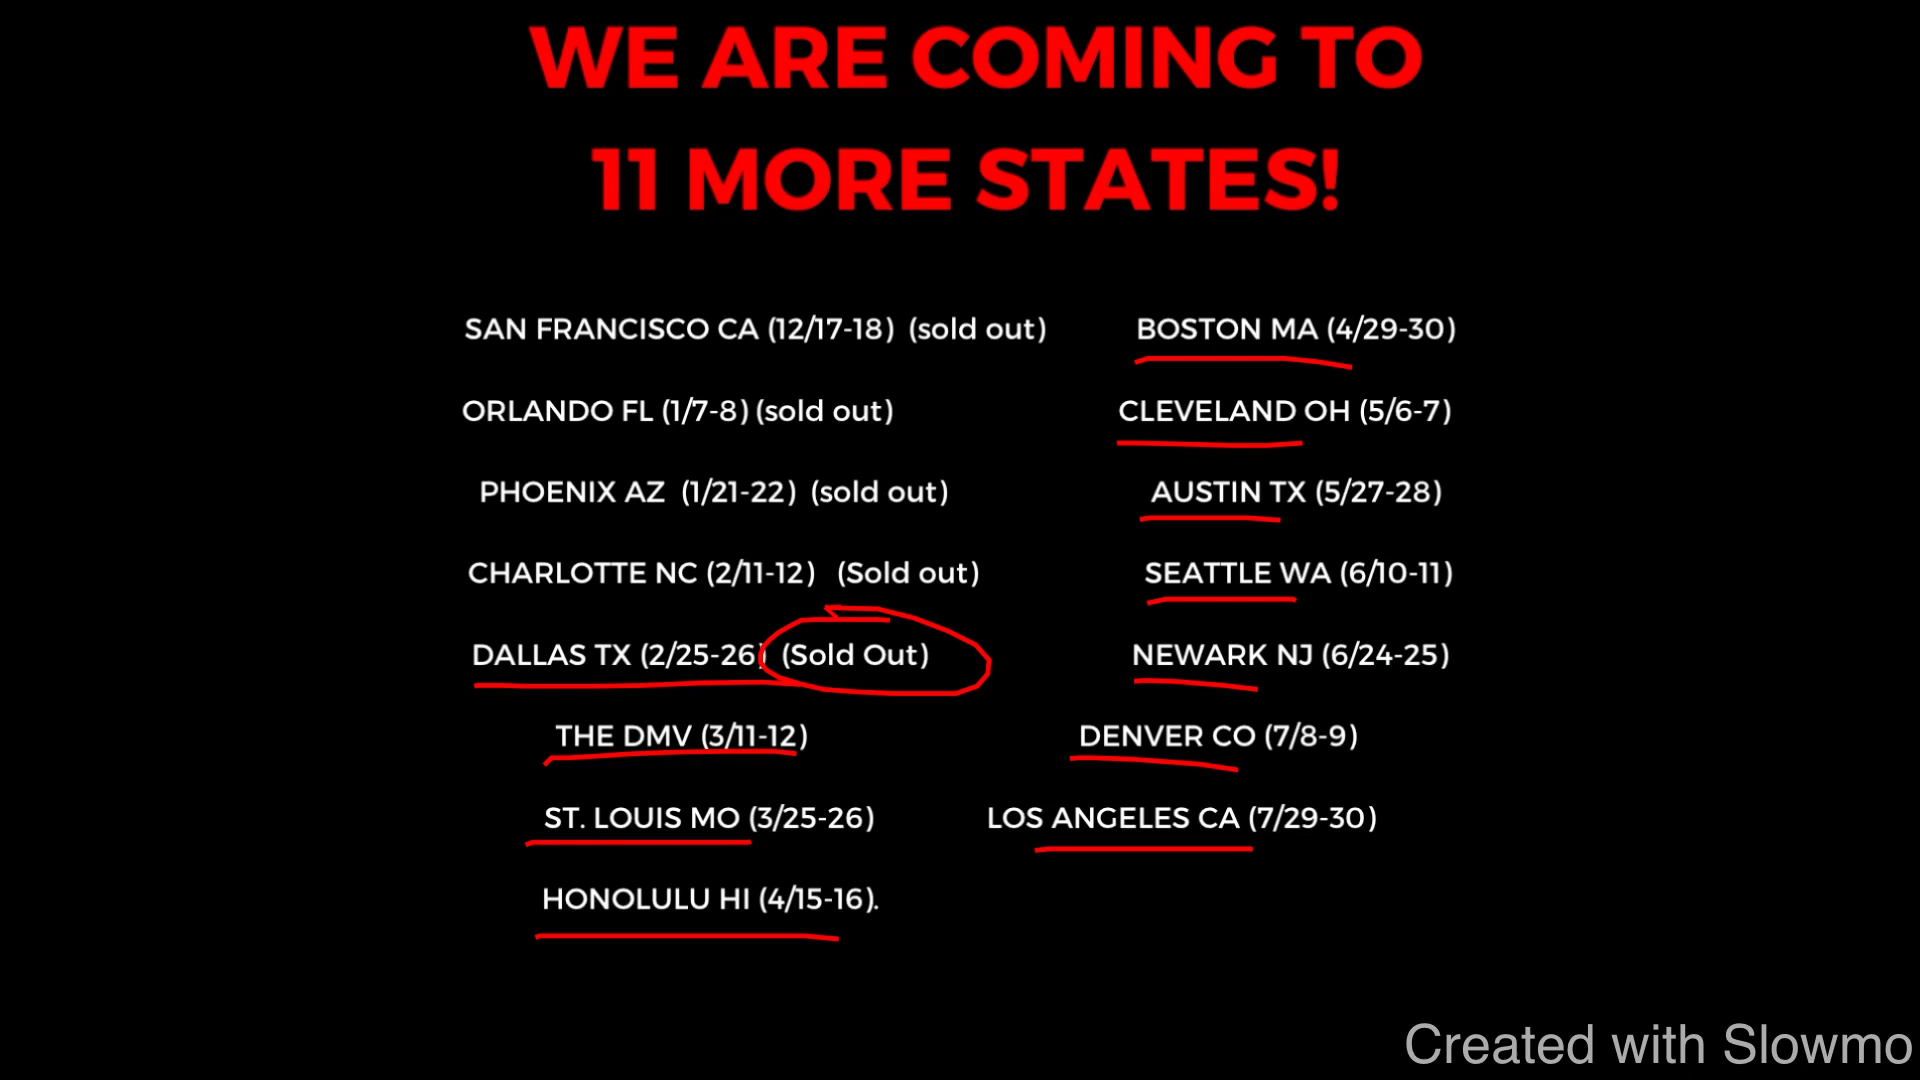 WE ARE COMING TO
11 MORE STATES!
SAN FRANCISCO CA (12/17-18) (sold out)
ORLANDO FL (1/7-8) (sold out)
PHOENIX AZ (1/21-22) (sold out)
CHARLOTTE NC (2/11-12) (Sold out)
DALLAS TX (2/25-26) (Sold Out)
THE DMV (3/11-12)
ST. LOUIS MO (3/25-26)
HONOLULU HI (4/15-16).
BOSTON MA (4/29-30)
CLEVELAND OH (5/6-7)
AUSTIN TX (5/27-28)
SEATTLE WA (6/10-11)
NEWARK NJ (6/24-25)
DENVER CO (7/8-9)
LOS ANGELES CA (7/29-30)
Created with Slowmo